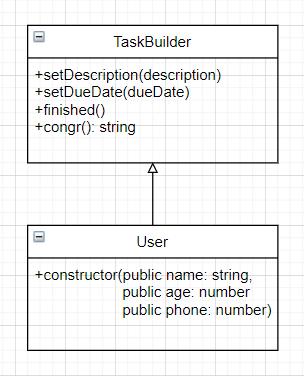 TaskBuilder
+setDescription(description)
+setDueDate(dueDate)
+finished()
+congr(): string
User
+constructor(public name: string,
public age: number
public phone: number)